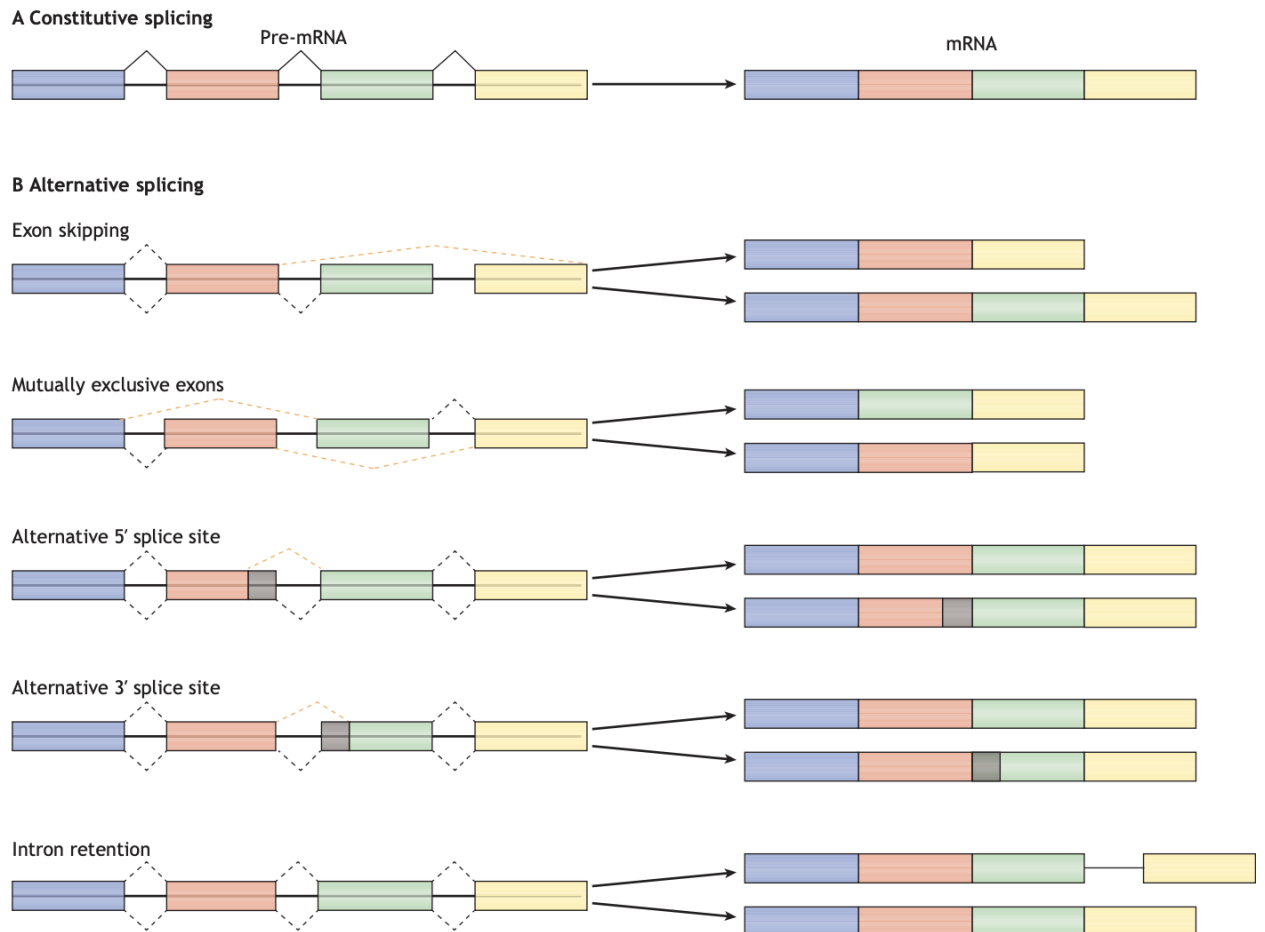 A Constitutive splicing
Pre-mRNA
mRNA
B Alternative splicing
Exon skipping
Mutually exclusive exons
Alternative 5′ splice site
Alternative 3′ splice site
Intron retention